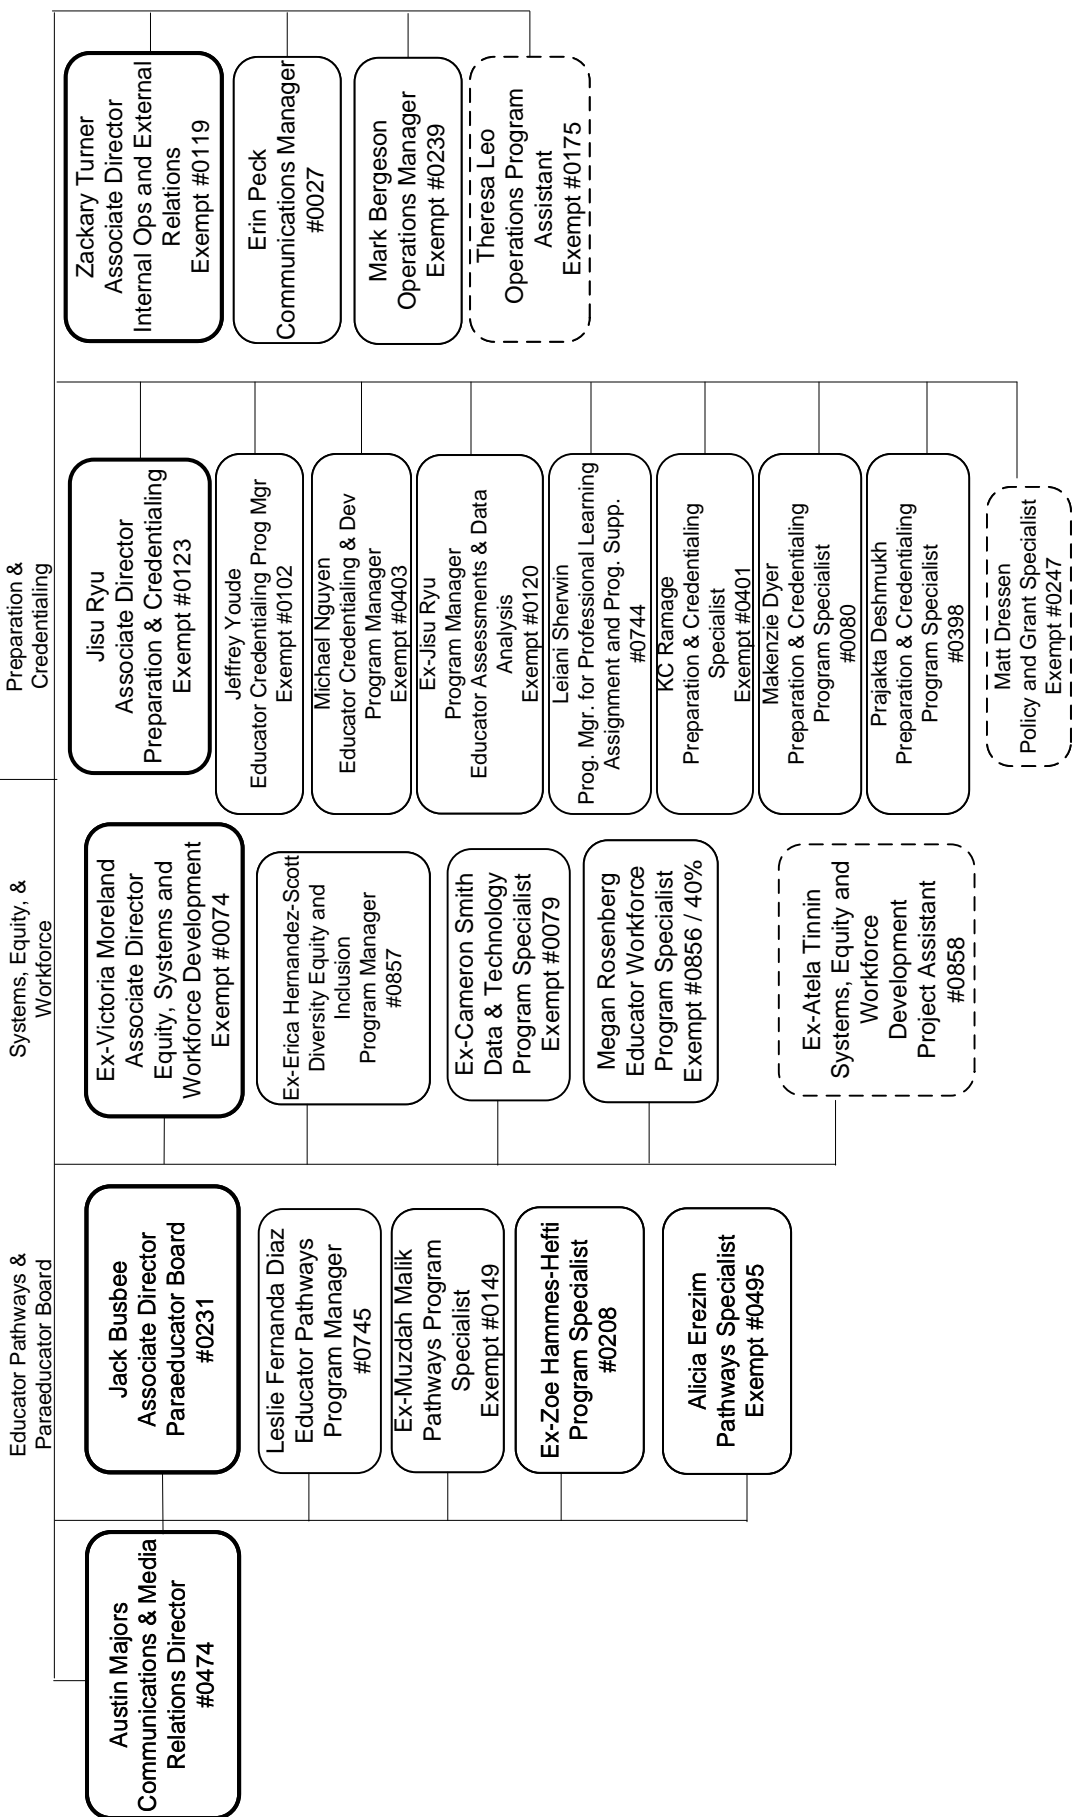 Educator Pathways &
Paraeducator Board
Systems, Equity, &
Workforce
Preparation &
Credentialing
Austin Majors
Communications & Media
Relations Director
#0474
Jack Busbee
Associate Director
Paraeducator Board
#0231
Leslie Fernanda Diaz
Educator Pathways
Program Manager
#0745
Ex-Muzdah Malik
Pathways Program
Specialist
Exempt #0149
Ex-Zoe Hammes-Hefti
Program Specialist
#0208
Alicia Erezim
Pathways Specialist
Exempt #0495
Ex-Victoria Moreland
Associate Director
Equity, Systems and
Workforce Development
Exempt #0074
Ex-Erica Hernandez-Scott
Diversity Equity and
Inclusion
Program Manager
#0857
Ex-Cameron Smith
Data & Technology
Program Specialist
Exempt #0079
Megan Rosenberg
Educator Workforce
Program Specialist
Exempt #0856 / 40%
Ex-Atela Tinnin
Systems, Equity and
Workforce
Development
Project Assistant
#0858
Jisu Ryu
Associate Director
Preparation & Credentialing
Exempt #0123
Jeffrey Youde
Educator Credentialing Prog Mgr
Exempt #0102
Michael Nguyen
Educator Credentialing & Dev
Program Manager
Exempt #0403
Ex-Jisu Ryu
Program Manager
Educator Assessments & Data
Analysis
Exempt #0120
Leiani Sherwin
Prog. Mgr. for Professional Learning
Assignment and Prog. Supp.
#0744
KC Ramage
Preparation & Credentialing
Specialist
Exempt #0401
Makenzie Dyer
Preparation & Credentialing
Program Specialist
#0080
Prajakta Deshmukh
Preparation & Credentialing
Program Specialist
#0398
Matt Dressen
Policy and Grant Specialist
Exempt #0247
Zackary Turner
Associate Director
Internal Ops and External
Relations
Exempt #0119
Erin Peck
Communications Manager
#0027
Mark Bergeson
Operations Manager
Exempt #0239
Theresa Leo
Operations Program
Assistant
Exempt #0175